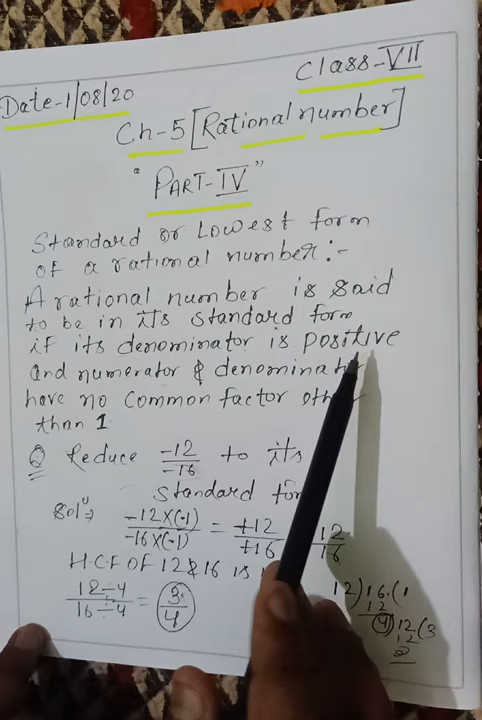 Class-VII
Date-1/08/20
Ch-5 [Rational number]
"PART-IV"
Standard or Lowest form
of a rational number:-
A rational number is said
to be in its standard form
if its denominator is positive
and numerator & denominator
have no common factor oth
than 1
Q Reduce -12/-16 to its
standard for
Solⁿ⇒ -12×(-1)/-16×(-1) = +12/+16 12/16
H.C.F OF 12 & 16 is
12÷4/16÷4 = 3/4
12)16(1
12
4)12(3
12